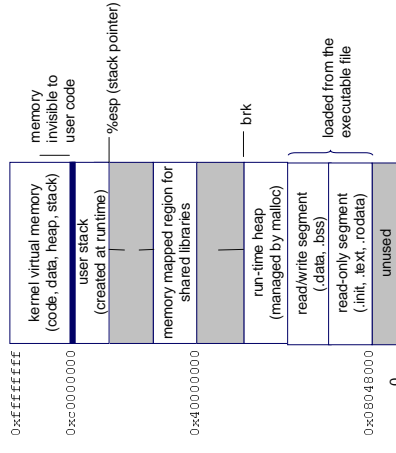 0xffffffff
kernel virtual memory
(code, data, heap, stack)
memory
invisible to
user code
0xc0000000
user stack
(created at runtime)
%esp (stack pointer)
memory mapped region for
shared libraries
0x40000000
brk
run-time heap
(managed by malloc)
read/write segment
(.data, .bss)
read-only segment
(.init, .text, .rodata)
loaded from the
executable file
0x08048000
unused
0